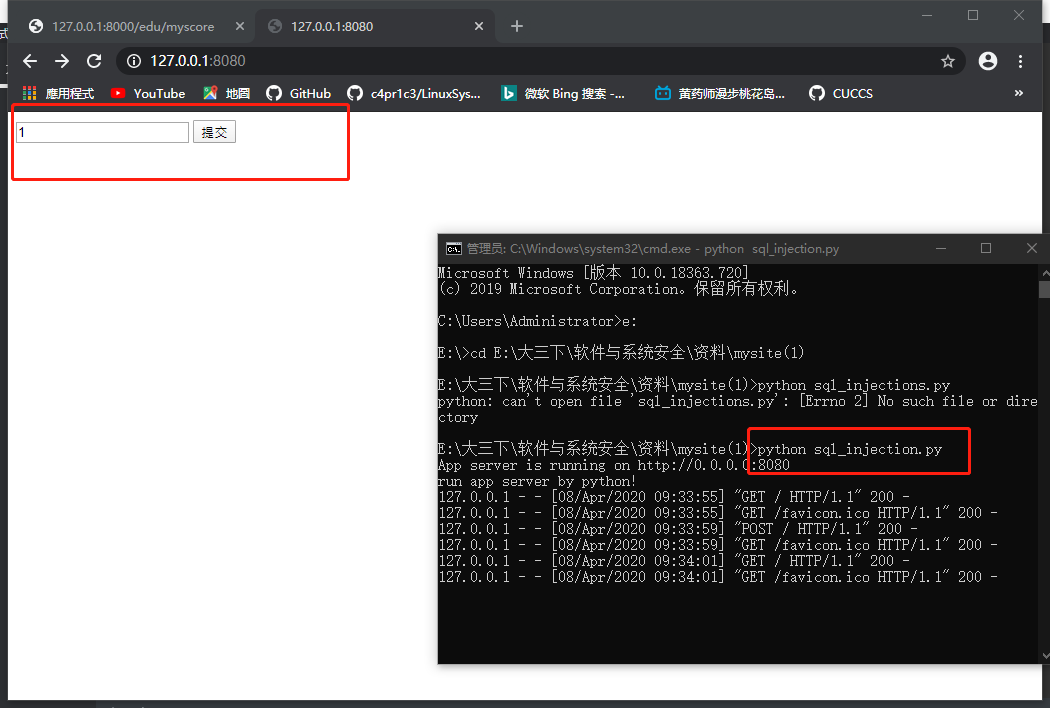 127.0.0.1:8000/edu/myscore
127.0.0.1:8080
127.0.0.1:8080
應用程式 YouTube 地圖 GitHub c4pr1c3/LinuxSys... 微软 Bing 搜索 -... 黄药师漫步桃花岛... CUCCS »
1 提交
管理员: C:\Windows\system32\cmd.exe - python sql_injection.py
Microsoft Windows [版本 10.0.18363.720]
(c) 2019 Microsoft Corporation。保留所有权利。
C:\Users\Administrator>e:
E:\>cd E:\大三下\软件与系统安全\资料\mysite(1)
E:\大三下\软件与系统安全\资料\mysite(1)>python sql_injections.py
python: can't open file 'sql_injections.py': [Errno 2] No such file or dire
ctory
E:\大三下\软件与系统安全\资料\mysite(1)>python sql_injection.py
App server is running on http://0.0.0.0:8080
run app server by python!
127.0.0.1 - - [08/Apr/2020 09:33:55] "GET / HTTP/1.1" 200 -
127.0.0.1 - - [08/Apr/2020 09:33:55] "GET /favicon.ico HTTP/1.1" 200 -
127.0.0.1 - - [08/Apr/2020 09:33:59] "POST / HTTP/1.1" 200 -
127.0.0.1 - - [08/Apr/2020 09:33:59] "GET /favicon.ico HTTP/1.1" 200 -
127.0.0.1 - - [08/Apr/2020 09:34:01] "GET / HTTP/1.1" 200 -
127.0.0.1 - - [08/Apr/2020 09:34:01] "GET /favicon.ico HTTP/1.1" 200 -